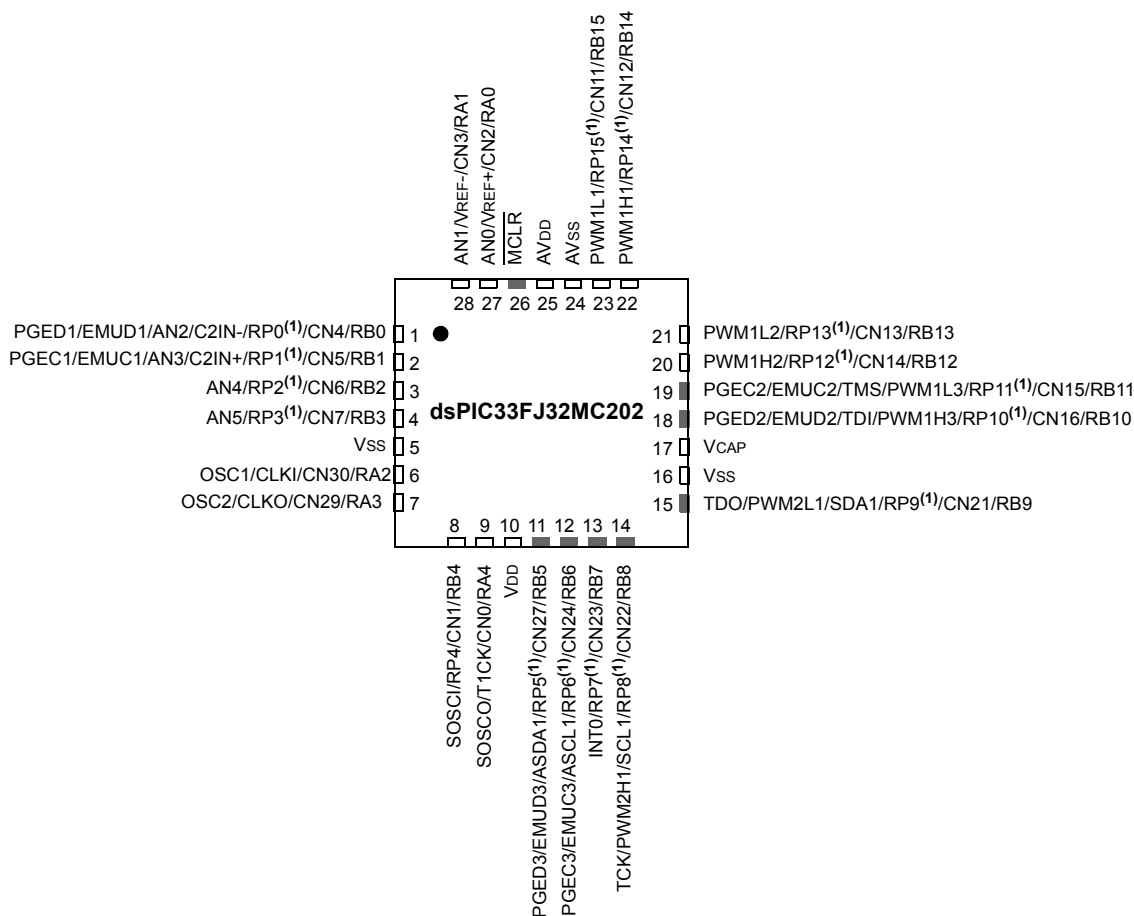 AN1/VREF-/CN3/RA1
AN0/VREF+/CN2/RA0
MCLR
AVDD
AVSS
PWM1L1/RP15(1)/CN11/RB15
PWM1H1/RP14(1)/CN12/RB14
28 27 26 25 24 23 22
PGED1/EMUD1/AN2/C2IN-/RP0(1)/CN4/RB0 1
PGEC1/EMUC1/AN3/C2IN+/RP1(1)/CN5/RB1 2
AN4/RP2(1)/CN6/RB2 3
AN5/RP3(1)/CN7/RB3 4
VSS 5
OSC1/CLKI/CN30/RA2 6
OSC2/CLKO/CN29/RA3 7
dsPIC33FJ32MC202
21 PWM1L2/RP13(1)/CN13/RB13
20 PWM1H2/RP12(1)/CN14/RB12
19 PGEC2/EMUC2/TMS/PWM1L3/RP11(1)/CN15/RB11
18 PGED2/EMUD2/TDI/PWM1H3/RP10(1)/CN16/RB10
17 VCAP
16 VSS
15 TDO/PWM2L1/SDA1/RP9(1)/CN21/RB9
8 9 10 11 12 13 14
SOSCI/RP4/CN1/RB4
SOSCO/T1CK/CN0/RA4
VDD
PGED3/EMUD3/ASDA1/RP5(1)/CN27/RB5
PGEC3/EMUC3/ASCL1/RP6(1)/CN24/RB6
INT0/RP7(1)/CN23/RB7
TCK/PWM2H1/SCL1/RP8(1)/CN22/RB8